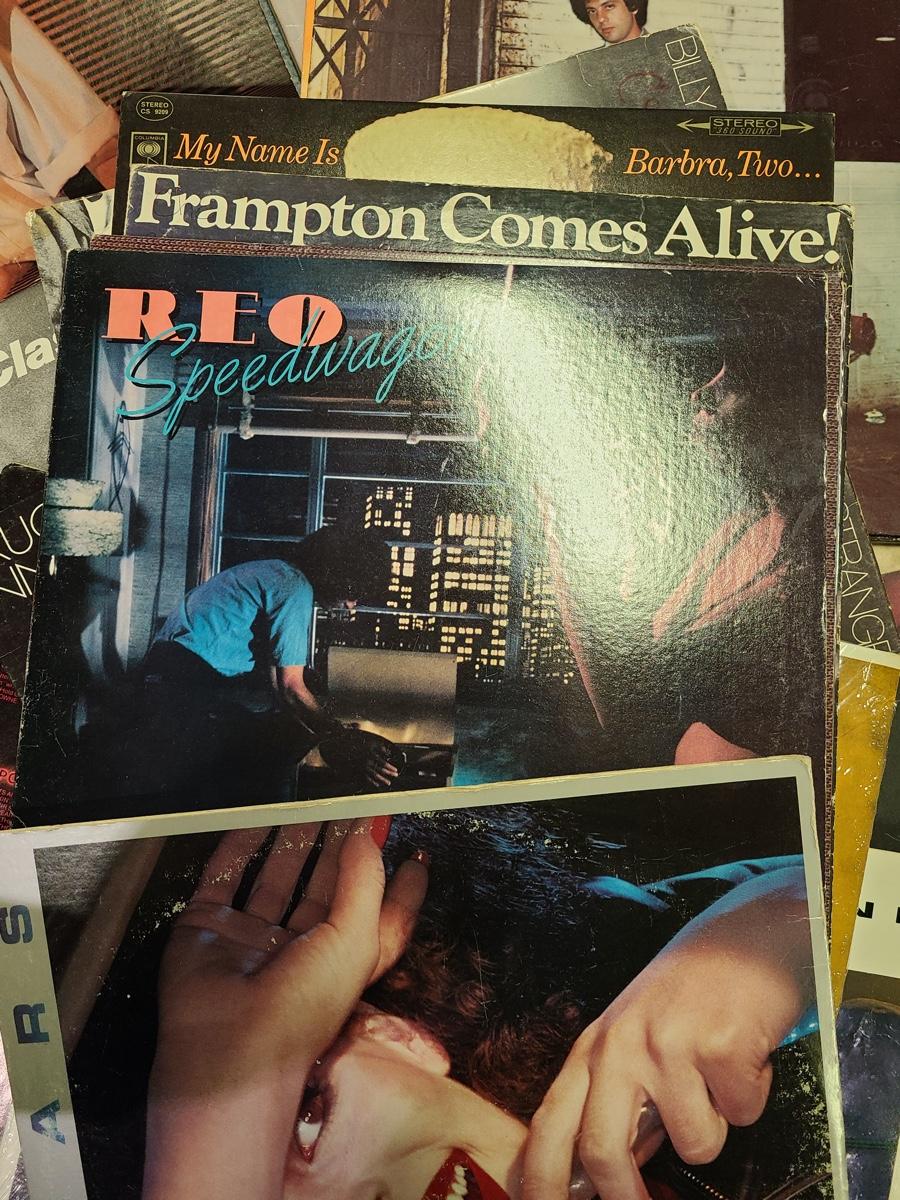 BILLY
STEREO
CS 9209
COLUMBIA
My Name Is
STEREO
"360 SOUND"
Barbra, Two...
Frampton Comes Alive!
REO
Speedwagon
Clas
STRANGE
ARS